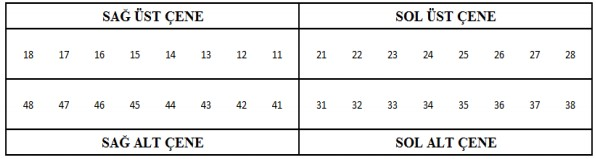 SAĞ ÜST ÇENE SOL ÜST ÇENE
18 17 16 15 14 13 12 11 21 22 23 24 25 26 27 28
48 47 46 45 44 43 42 41 31 32 33 34 35 36 37 38
SAĞ ALT ÇENE SOL ALT ÇENE